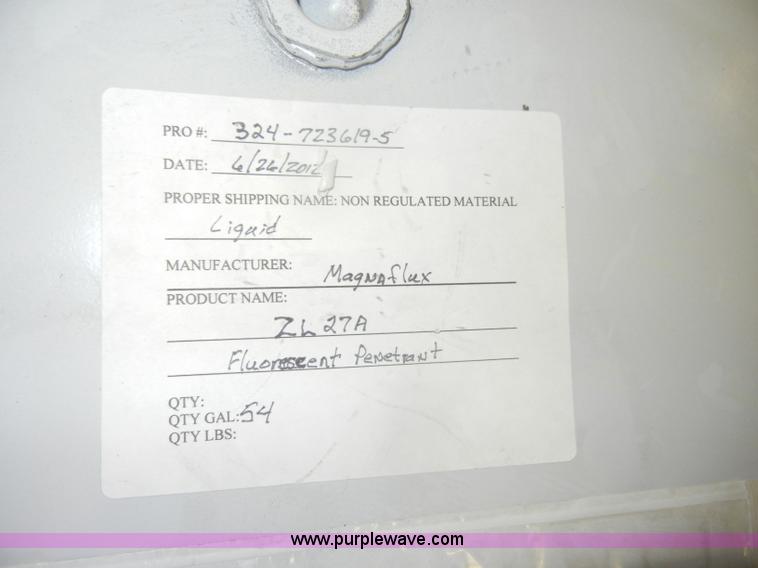 PRO #: 324-723619-5
DATE: 6/26/2012
PROPER SHIPPING NAME: NON REGULATED MATERIAL
Liquid
MANUFACTURER: Magnaflux
PRODUCT NAME:
ZL 27A
Fluorescent Penetrant
QTY:
QTY GAL: 54
QTY LBS:
www.purplewave.com